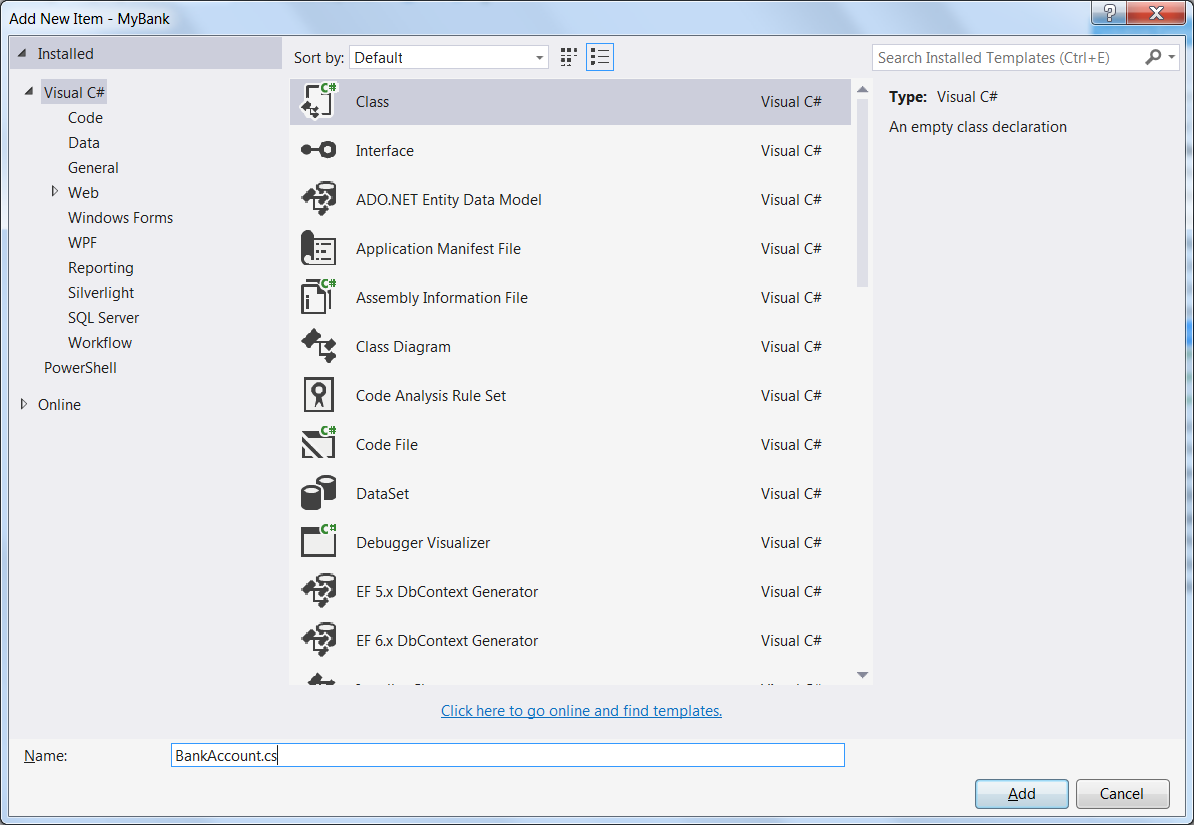 Add New Item - MyBank
?
Installed
Visual C#
Code
Data
General
Web
Windows Forms
WPF
Reporting
Silverlight
SQL Server
Workflow
PowerShell
Online
Sort by: Default
Search Installed Templates (Ctrl+E)
C# Class Visual C#
Interface Visual C#
ADO.NET Entity Data Model Visual C#
Application Manifest File Visual C#
C# Assembly Information File Visual C#
Class Diagram Visual C#
Code Analysis Rule Set Visual C#
C# Code File Visual C#
DataSet Visual C#
C# Debugger Visualizer Visual C#
EF 5.x DbContext Generator Visual C#
EF 6.x DbContext Generator Visual C#
Type: Visual C#
An empty class declaration
Click here to go online and find templates.
Name: BankAccount.cs
Add Cancel